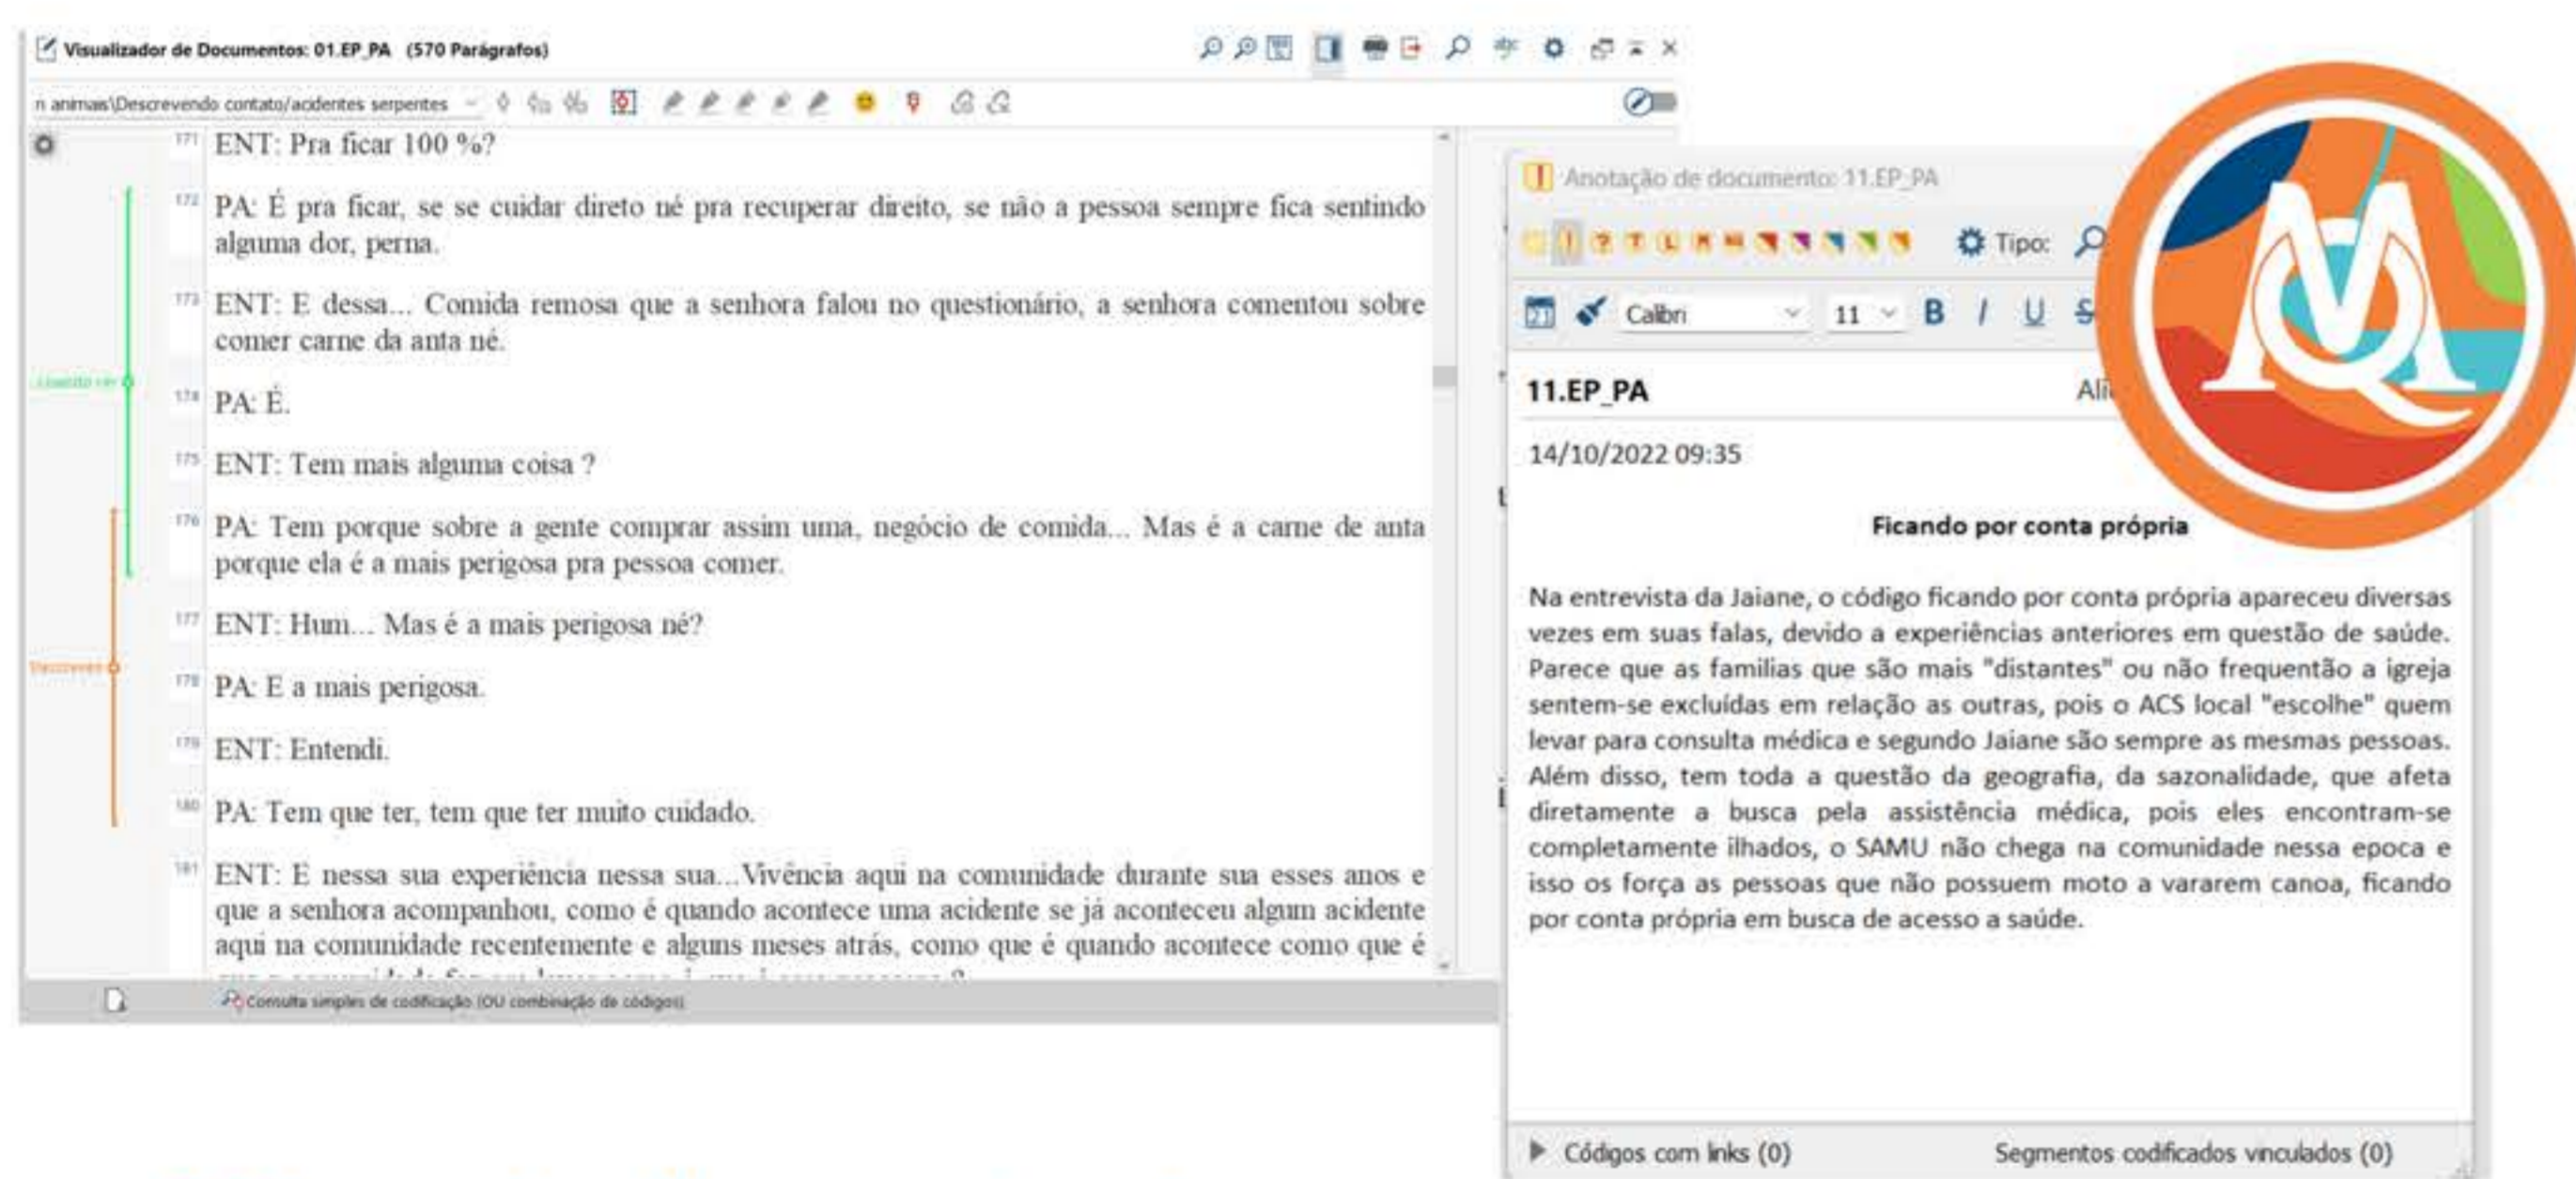 Visualizador de Documentos: 01.EP_PA (570 Parágrafos)
n animais\Descrevendo contato/acidentes serpentes
171 ENT: Pra ficar 100 %?
172 PA: É pra ficar, se se cuidar direto né pra recuperar direito, se não a pessoa sempre fica sentindo
alguma dor, perna.
173 ENT: E dessa... Comida remosa que a senhora falou no questionário, a senhora comentou sobre
comer carne da anta né.
174 PA: É.
175 ENT: Tem mais alguma coisa ?
176 PA: Tem porque sobre a gente comprar assim uma, negócio de comida... Mas é a carne de anta
porque ela é a mais perigosa pra pessoa comer.
177 ENT: Hum... Mas é a mais perigosa né?
178 PA: E a mais perigosa.
179 ENT: Entendi.
180 PA: Tem que ter, tem que ter muito cuidado.
181 ENT: E nessa sua experiência nessa sua...Vivência aqui na comunidade durante sua esses anos e
que a senhora acompanhou, como é quando acontece uma acidente se já aconteceu algum acidente
aqui na comunidade recentemente e alguns meses atrás, como que é quando acontece como que é
Consulta simples de codificação (OU combinação de códigos)
Anotação de documento: 11.EP_PA
Tipo:
Calibri 11 B I U S
11.EP_PA
14/10/2022 09:35
Ficando por conta própria
Na entrevista da Jaiane, o código ficando por conta própria apareceu diversas
vezes em suas falas, devido a experiências anteriores em questão de saúde.
Parece que as familias que são mais "distantes" ou não frequentão a igreja
sentem-se excluídas em relação as outras, pois o ACS local "escolhe" quem
levar para consulta médica e segundo Jaiane são sempre as mesmas pessoas.
Além disso, tem toda a questão da geografia, da sazonalidade, que afeta
diretamente a busca pela assistência médica, pois eles encontram-se
completamente ilhados, o SAMU não chega na comunidade nessa epoca e
isso os força as pessoas que não possuem moto a vararem canoa, ficando
por conta própria em busca de acesso a saúde.
Códigos com links (0) Segmentos codificados vinculados (0)